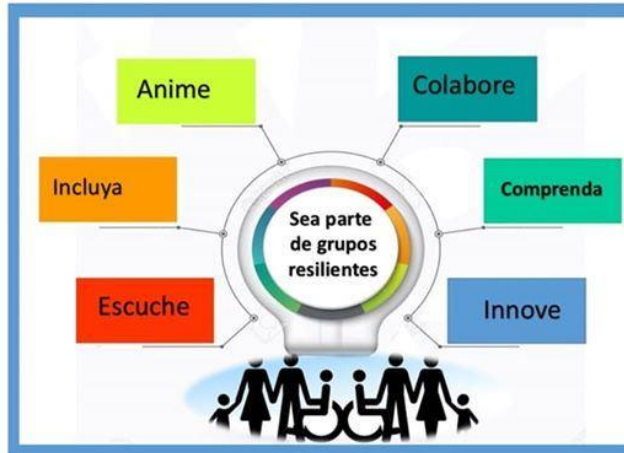 Anime
Colabore
Incluya
Comprenda
Sea parte
de grupos
resilientes
Escuche
Innove